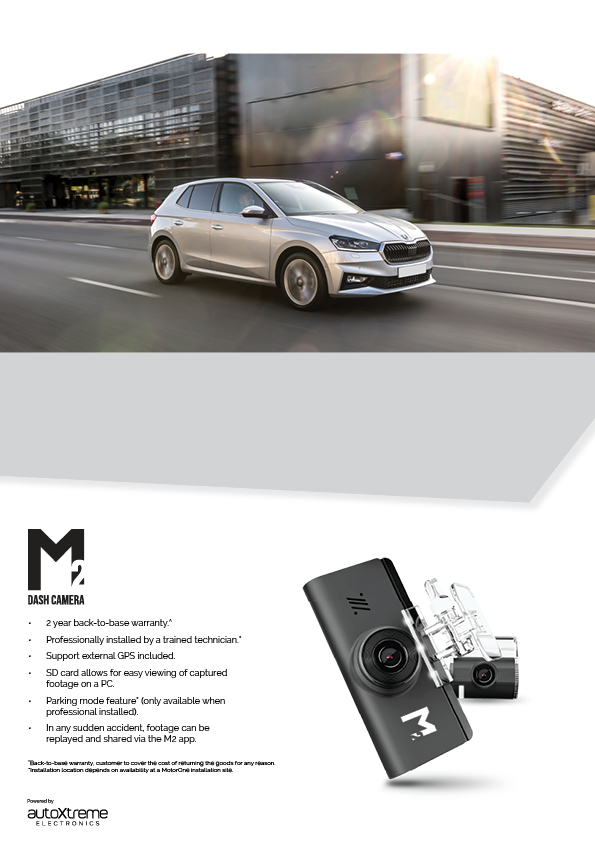 M2
DASH CAMERA
• 2 year back-to-base warranty.^
• Professionally installed by a trained technician.*
• Support external GPS included.
• SD card allows for easy viewing of captured
footage on a PC.
• Parking mode feature* (only available when
professional installed).
• In any sudden accident, footage can be
replayed and shared via the M2 app.
^Back-to-base warranty, customer to cover the cost of returning the goods for any reason.
*Installation location depends on availability at a MotorOne installation site.
M2
Powered by
autoXtreme
ELECTRONICS